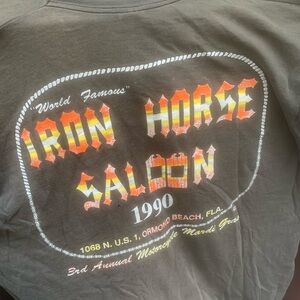 "World Famous"
IRON HORSE
SALOON
1990
1068 N. U.S. 1, ORMOND BEACH, FLA.
3rd Annual Motorcycle Mardi Gras